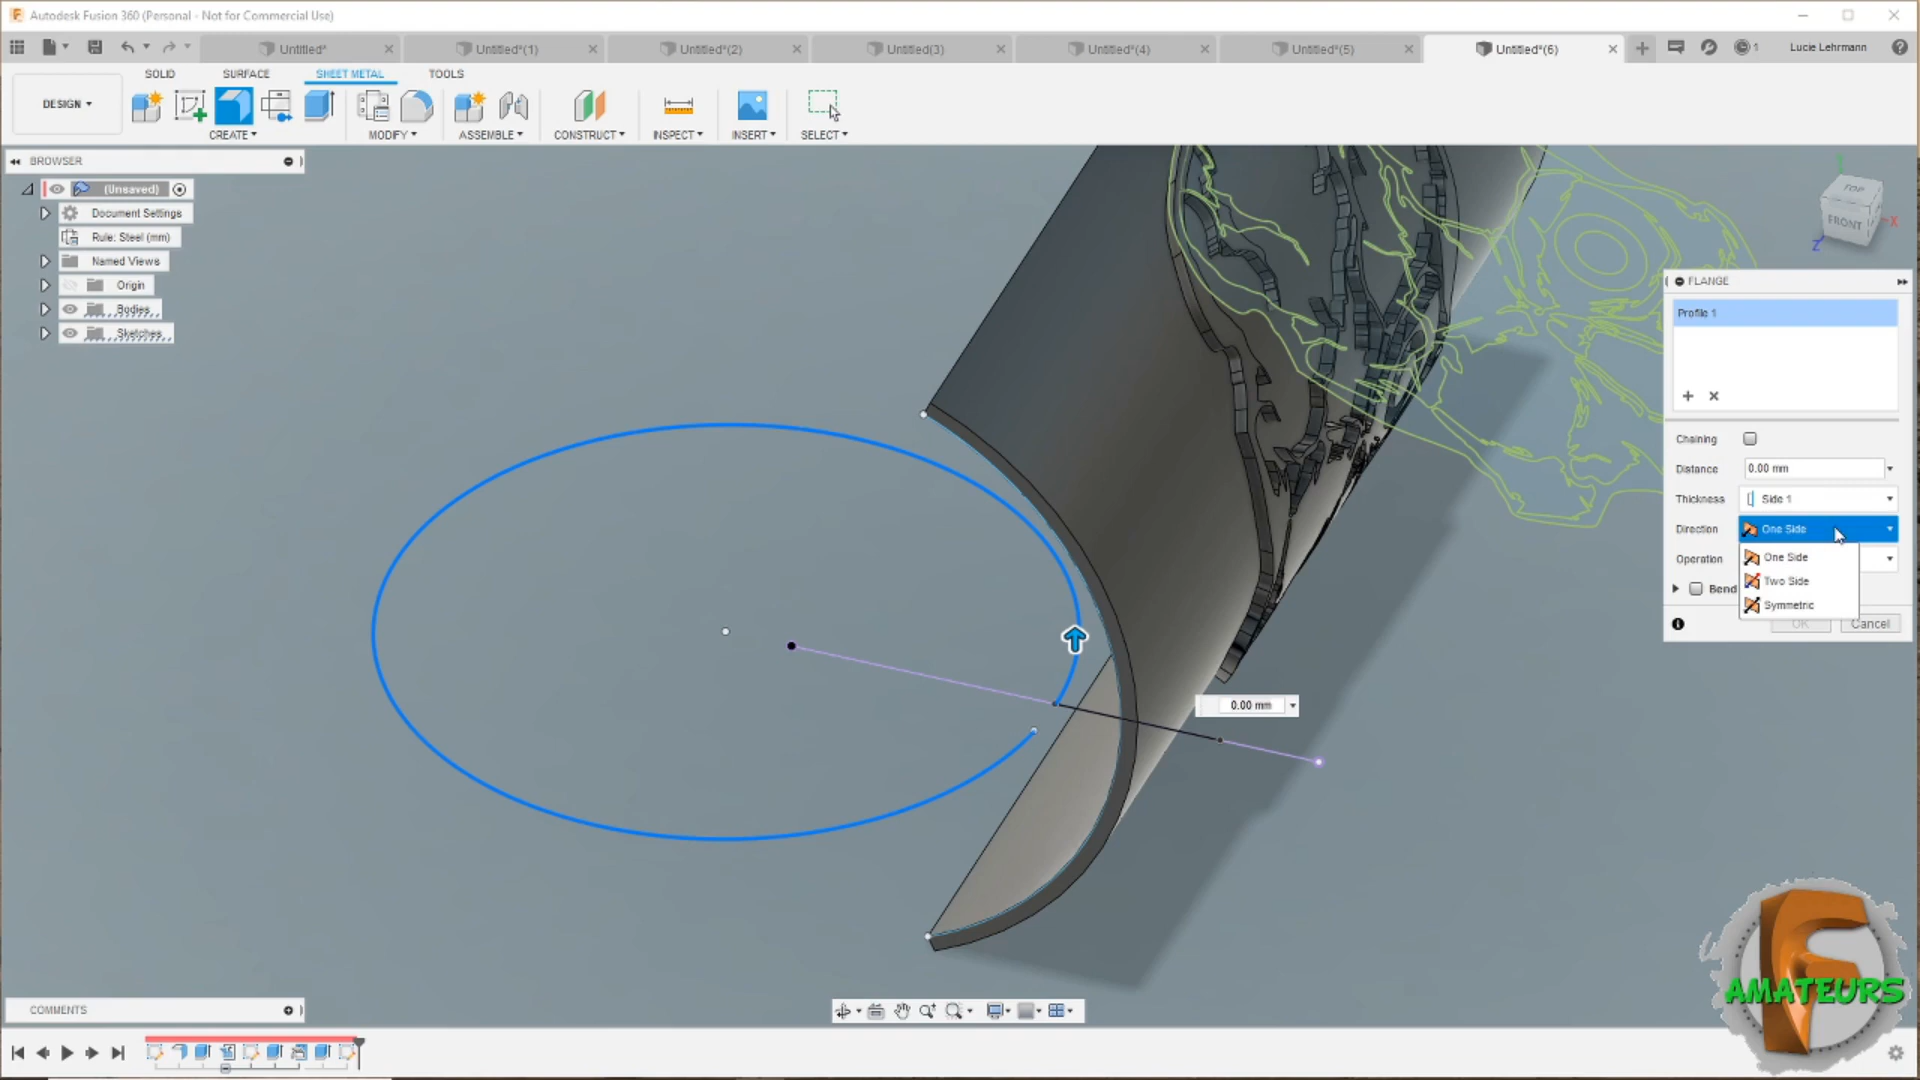 Autodesk Fusion 360 (Personal - Not for Commercial Use)
Untitled*
Untitled*(1)
Untitled*(2)
Untitled(3)
Untitled*(4)
Untitled*(5)
Untitled*(6)
1
Lucie Lehrmann
SOLID
SURFACE
SHEET METAL
TOOLS
DESIGN
CREATE
MODIFY
ASSEMBLE
CONSTRUCT
INSPECT
INSERT
SELECT
BROWSER
(Unsaved)
Document Settings
Rule: Steel (mm)
Named Views
Origin
Bodies
Sketches
TOP
FRONT
X
Z
FLANGE
Profile 1
Chaining
Distance 0.00 mm
Thickness Side 1
Direction One Side
One Side
Operation
Two Side
Bend
Symmetric
OK Cancel
0.00 mm
COMMENTS
F
AMATEURS